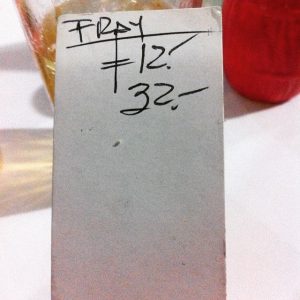 FRDY
= 12.-
32.-